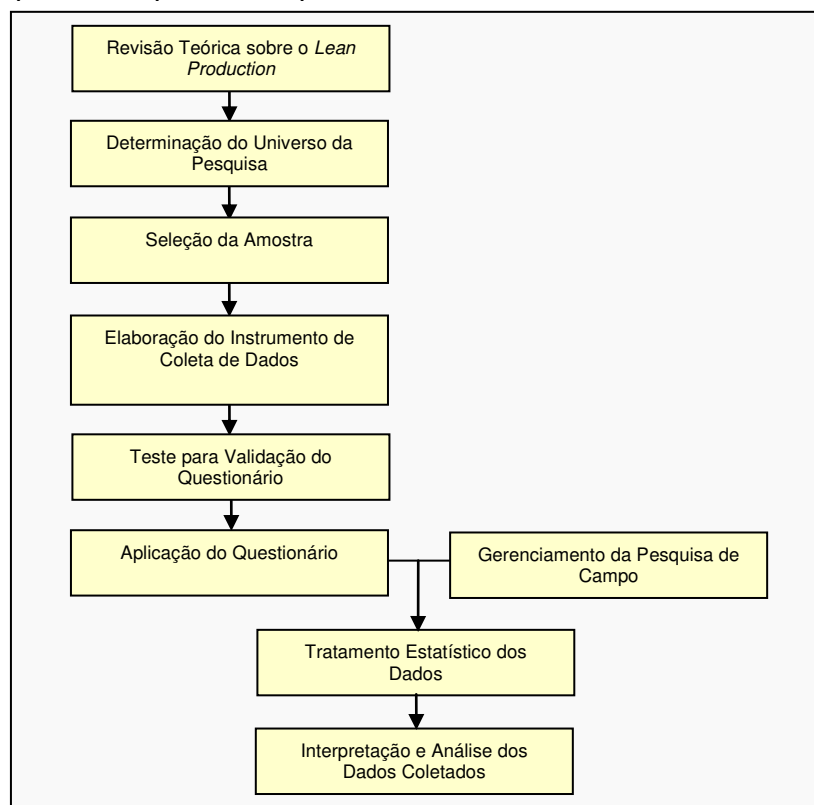 Revisão Teórica sobre o Lean
Production
Determinação do Universo da
Pesquisa
Seleção da Amostra
Elaboração do Instrumento de
Coleta de Dados
Teste para Validação do
Questionário
Aplicação do Questionário
Gerenciamento da Pesquisa de
Campo
Tratamento Estatístico dos
Dados
Interpretação e Análise dos
Dados Coletados